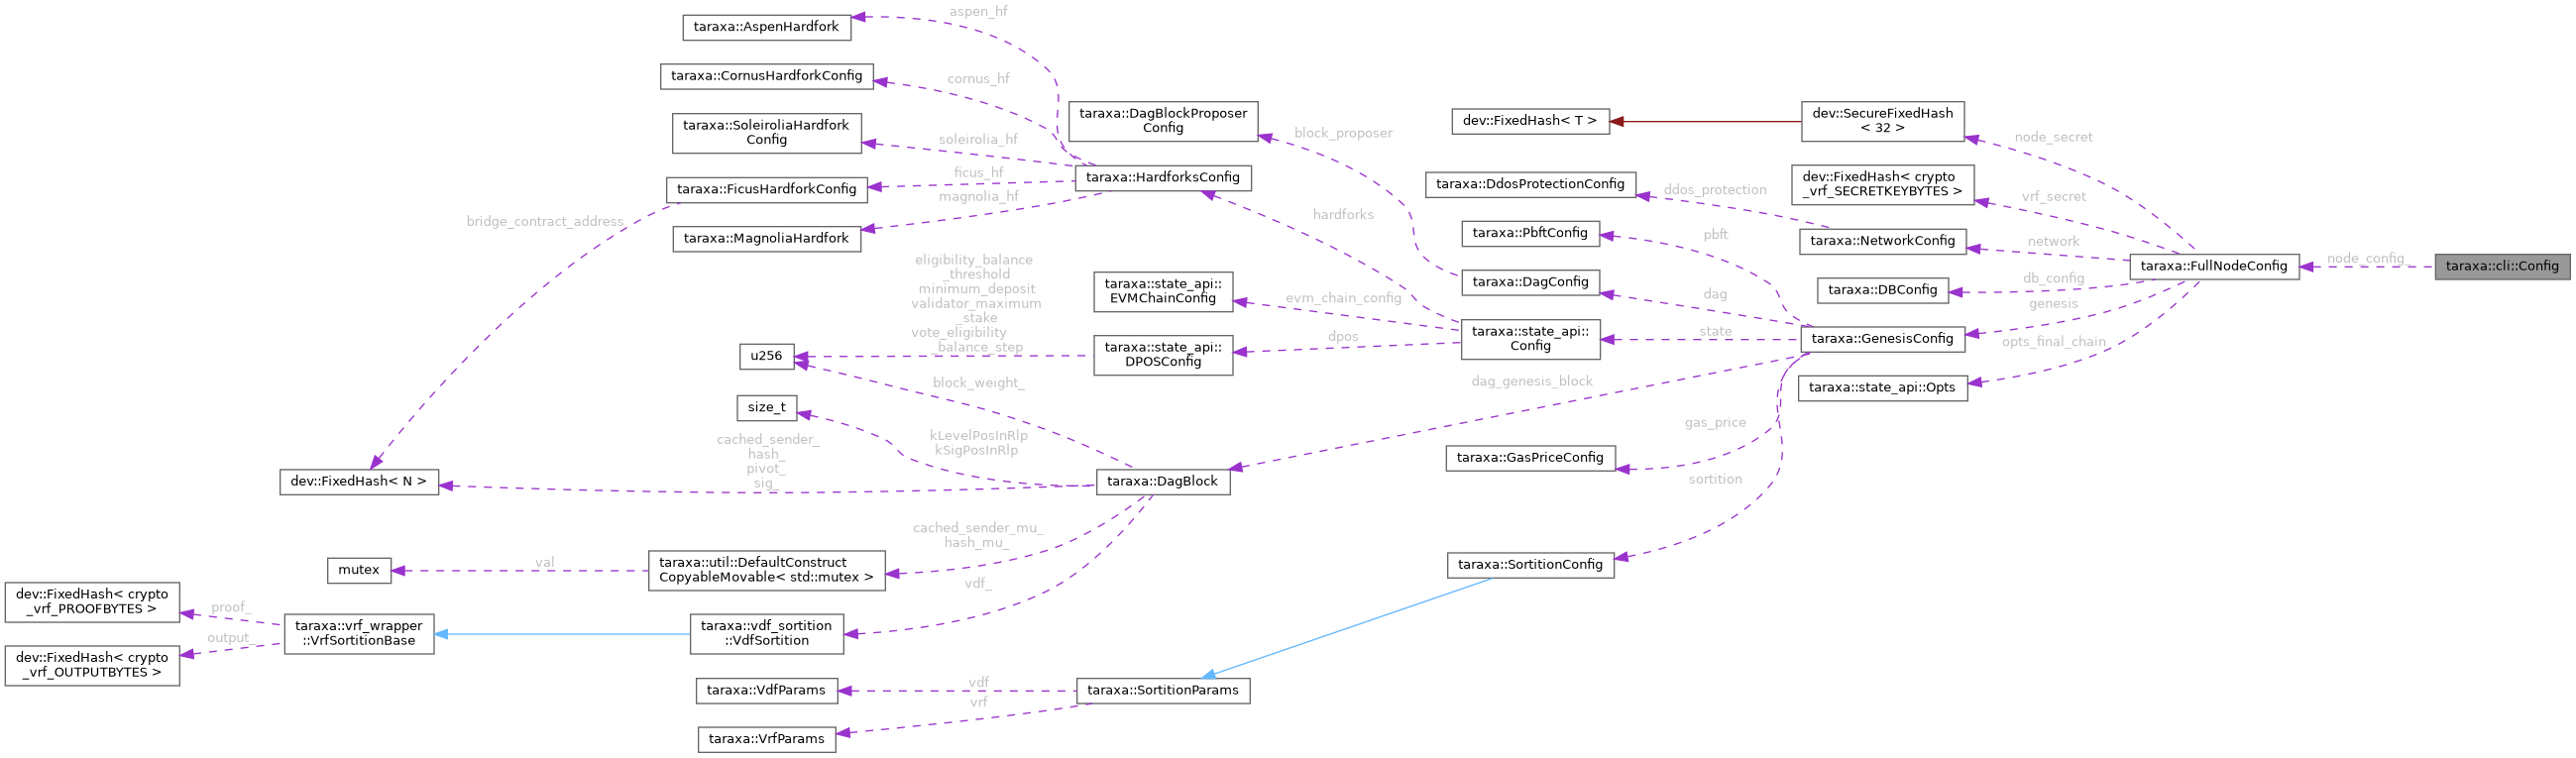 aspen_hf
taraxa::AspenHardfork
cornus_hf
taraxa::CornusHardforkConfig
taraxa::SoleiroliaHardfork
Config
soleirolia_hf
taraxa::FicusHardforkConfig
ficus_hf
magnolia_hf
taraxa::MagnoliaHardfork
bridge_contract_address
taraxa::DagBlockProposer
Config
taraxa::HardforksConfig
block_proposer
hardforks
dev::FixedHash< T >
dev::SecureFixedHash
< 32 >
node_secret
taraxa::DdosProtectionConfig
ddos_protection
dev::FixedHash< crypto
_vrf_SECRETKEYBYTES >
vrf_secret
taraxa::PbftConfig
pbft
taraxa::NetworkConfig
network
taraxa::FullNodeConfig
node_config_
taraxa::cli::Config
taraxa::DagConfig
dag
taraxa::DBConfig
db_config
genesis
eligibility_balance
_threshold
minimum_deposit
validator_maximum
_stake
vote_eligibility
_balance_step
taraxa::state_api::
EVMChainConfig
evm_chain_config
taraxa::state_api::
DPOSConfig
dpos
taraxa::state_api::
Config
state
taraxa::GenesisConfig
opts_final_chain
taraxa::state_api::Opts
u256
block_weight_
dag_genesis_block
size_t
kLevelPosInRlp
kSigPosInRlp
gas_price
taraxa::GasPriceConfig
sortition
cached_sender_
hash_
pivot_
sig_
dev::FixedHash< N >
taraxa::DagBlock
cached_sender_mu_
hash_mu_
mutex
val
taraxa::util::DefaultConstruct
CopyableMovable< std::mutex >
vdf_
taraxa::SortitionConfig
dev::FixedHash< crypto
_vrf_PROOFBYTES >
proof_
output_
dev::FixedHash< crypto
_vrf_OUTPUTBYTES >
taraxa::vrf_wrapper
::VrfSortitionBase
taraxa::vdf_sortition
::VdfSortition
taraxa::VdfParams
vdf
vrf
taraxa::SortitionParams
taraxa::VrfParams